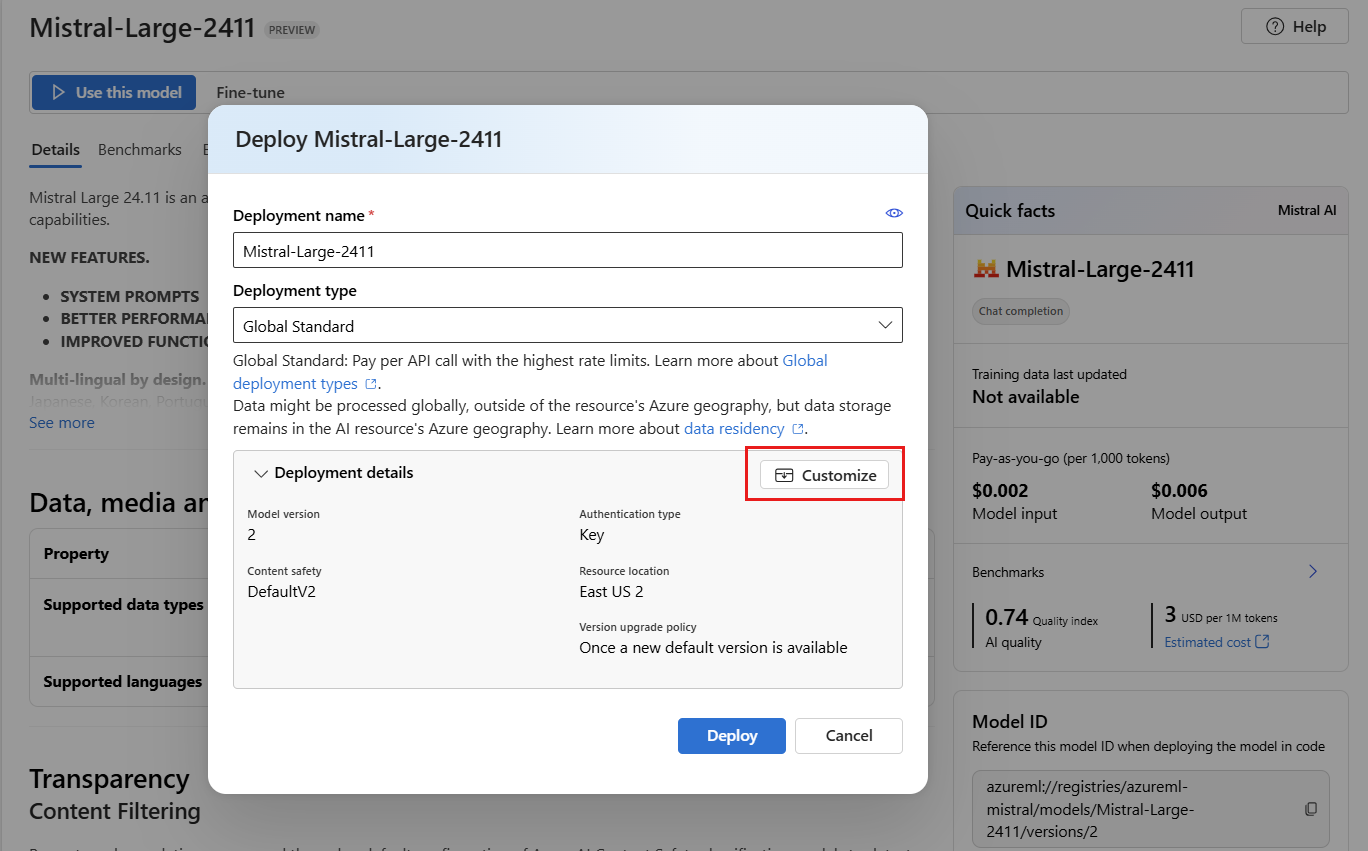 Mistral-Large-2411 PREVIEW
Help
Use this model
Fine-tune
Details
Benchmarks
Mistral Large 24.11 is an a
capabilities.
NEW FEATURES.
• SYSTEM PROMPTS
• BETTER PERFORMA
• IMPROVED FUNCTIO
Multi-lingual by design.
Japanese, Korean, Portugu
See more
Data, media an
Property
Supported data types
Supported languages
Transparency
Content Filtering
Deploy Mistral-Large-2411
Deployment name *
Mistral-Large-2411
Deployment type
Global Standard
Global Standard: Pay per API call with the highest rate limits. Learn more about Global
deployment types .
Data might be processed globally, outside of the resource's Azure geography, but data storage
remains in the AI resource's Azure geography. Learn more about data residency .
Deployment details
Customize
Model version
2
Authentication type
Key
Content safety
DefaultV2
Resource location
East US 2
Version upgrade policy
Once a new default version is available
Deploy
Cancel
Quick facts
Mistral AI
Mistral-Large-2411
Chat completion
Training data last updated
Not available
Pay-as-you-go (per 1,000 tokens)
$0.002
Model input
$0.006
Model output
Benchmarks
0.74 Quality index
AI quality
3 USD per 1M tokens
Estimated cost
Model ID
Reference this model ID when deploying the model in code
azureml://registries/azureml-
mistral/models/Mistral-Large-
2411/versions/2